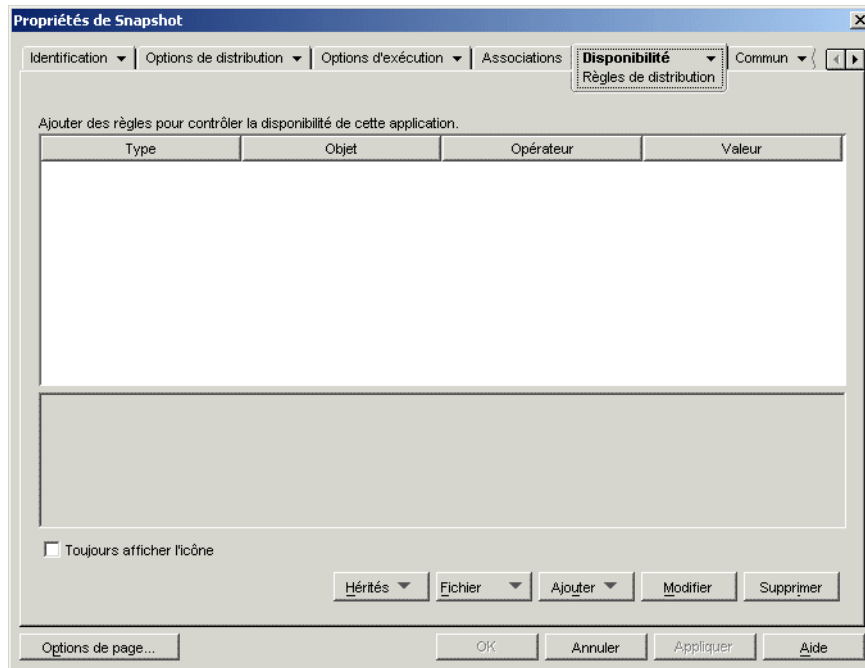 Propriétés de Snapshot
Identification Options de distribution Options d'exécution Associations Disponibilité Commun
Règles de distribution
Ajouter des règles pour contrôler la disponibilité de cette application.
Type Objet Opérateur Valeur
Toujours afficher l'icône
Hérités Fichier Ajouter Modifier Supprimer
Options de page... OK Annuler Appliquer Aide